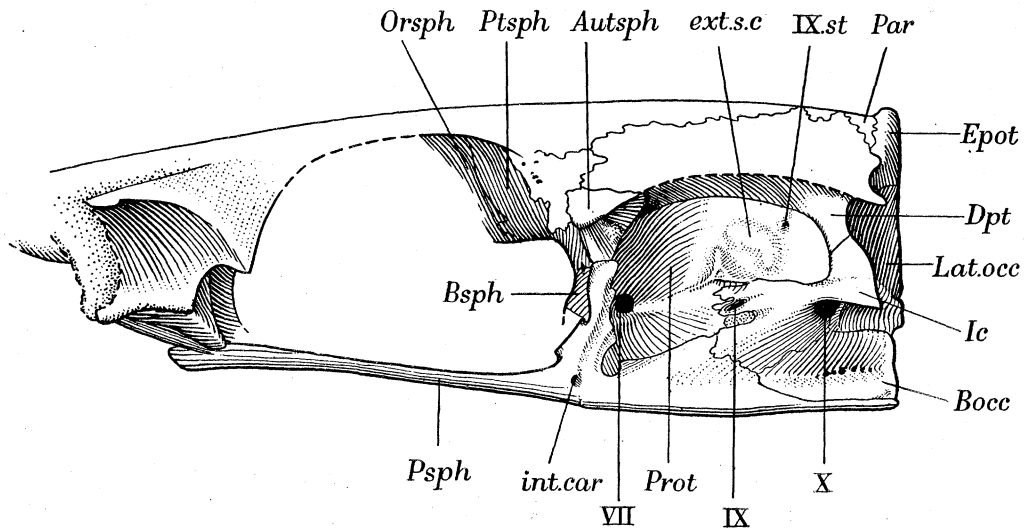 Orsph Ptsph Autsph ext.s.c IX.st Par
Epot
Dpt
Lat.occ
Bsph
Ic
Bocc
Psph int.car Prot X
VII IX